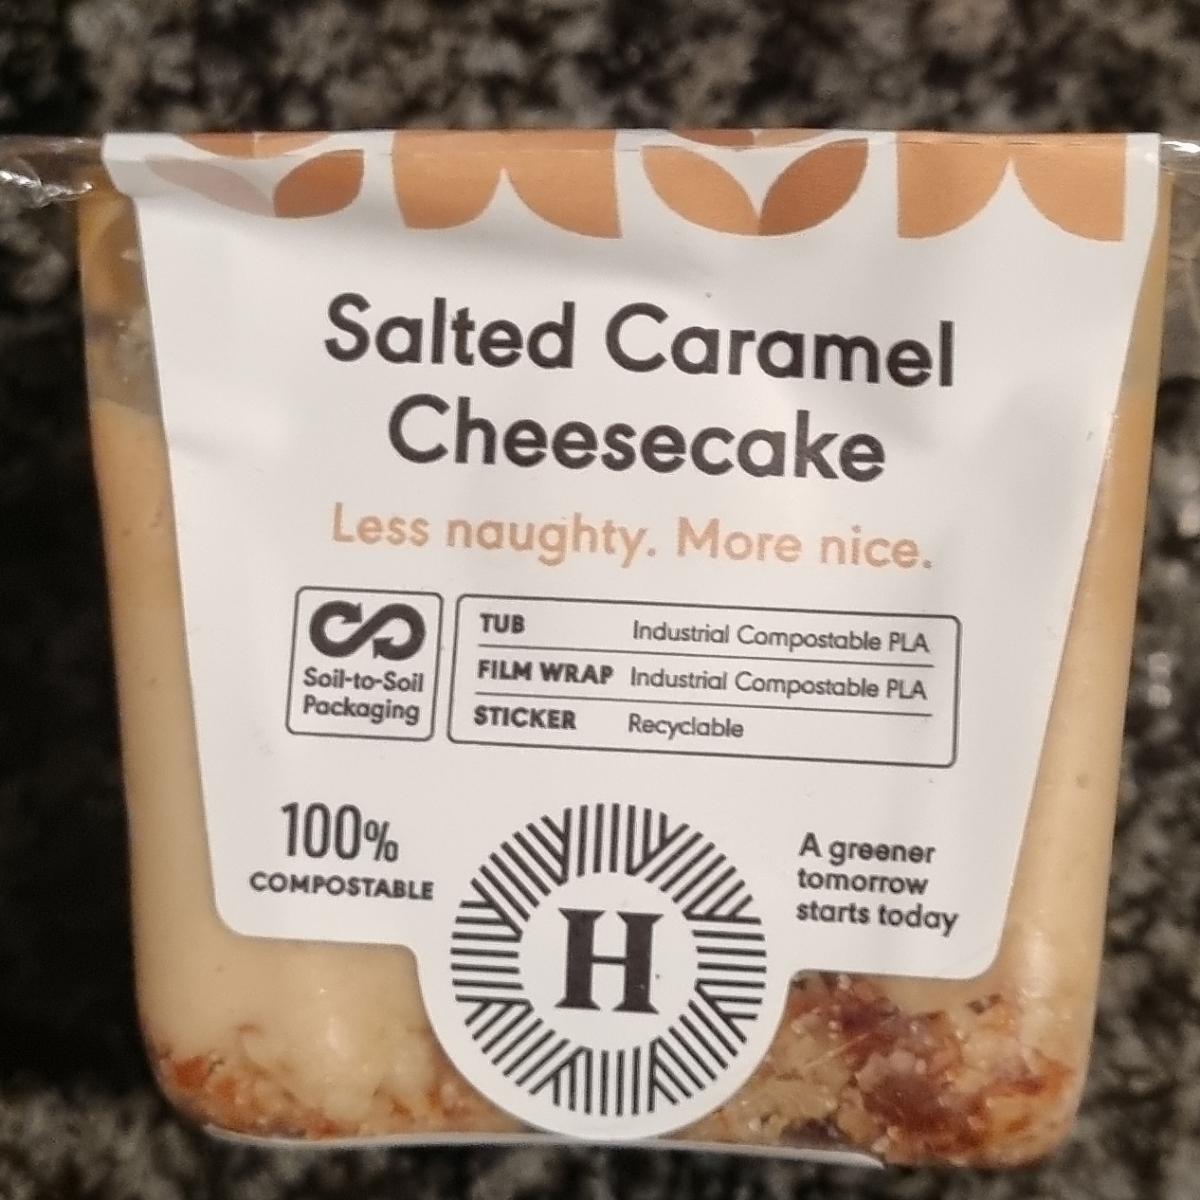 Salted Caramel
Cheesecake
Less naughty. More nice.
Soil-to-Soil
Packaging
TUB Industrial Compostable PLA
FILM WRAP Industrial Compostable PLA
STICKER Recyclable
100%
COMPOSTABLE
H
A greener
tomorrow
starts today